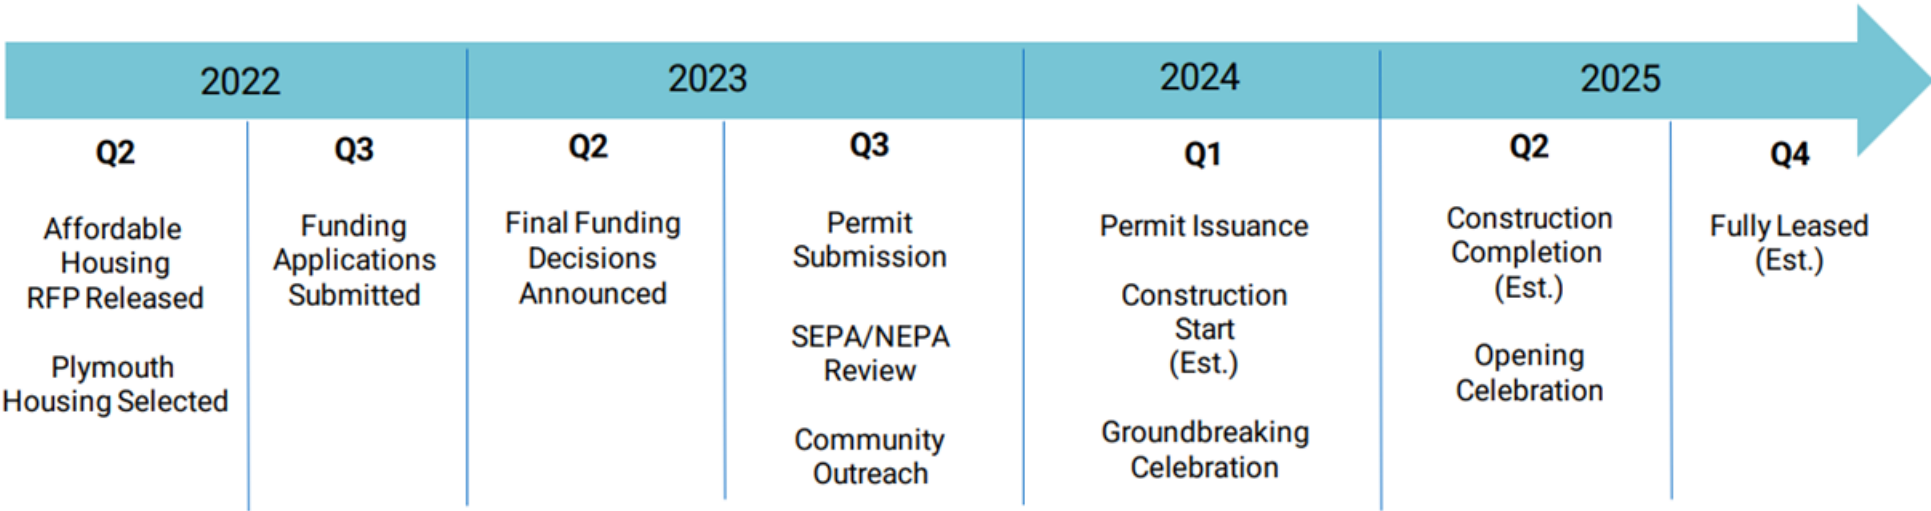 2022
2023
2024
2025
Q2
Affordable
Housing
RFP Released
Plymouth
Housing Selected
Q3
Funding
Applications
Submitted
Q2
Final Funding
Decisions
Announced
Q3
Permit
Submission
SEPA/NEPA
Review
Community
Outreach
Q1
Permit Issuance
Construction
Start
(Est.)
Groundbreaking
Celebration
Q2
Construction
Completion
(Est.)
Opening
Celebration
Q4
Fully Leased
(Est.)